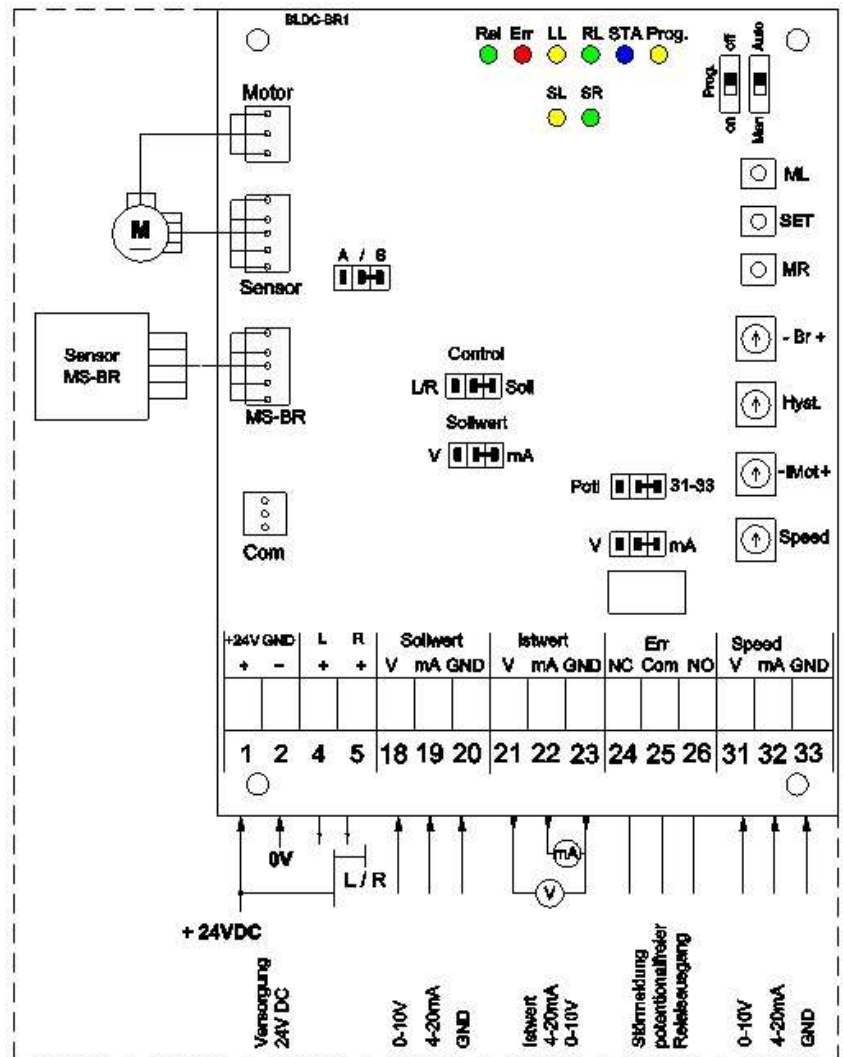 BLDC-BR1
Rel Err LL RL STA Prog.
SL SR
Prog. off on
Auto Man
Motor
M
Sensor
A / B
Sensor
MS-BR
MS-BR
Com
Control
L/R Soll
Sollwert
V mA
Poti 31-33
V mA
ML
SET
MR
- Br +
Hyst.
-IMot+
Speed
+24V GND L R Sollwert Istwert Err Speed
+ - + + V mA GND V mA GND NC Com NO V mA GND
1 2 4 5 18 19 20 21 22 23 24 25 26 31 32 33
0V
L / R
mA
V
+ 24VDC
Versorgung
24V DC
0-10V
4-20mA
GND
Istwert
4-20mA
0-10V
Störmeldung
potentionalfreier
Relaisausgang
0-10V
4-20mA
GND